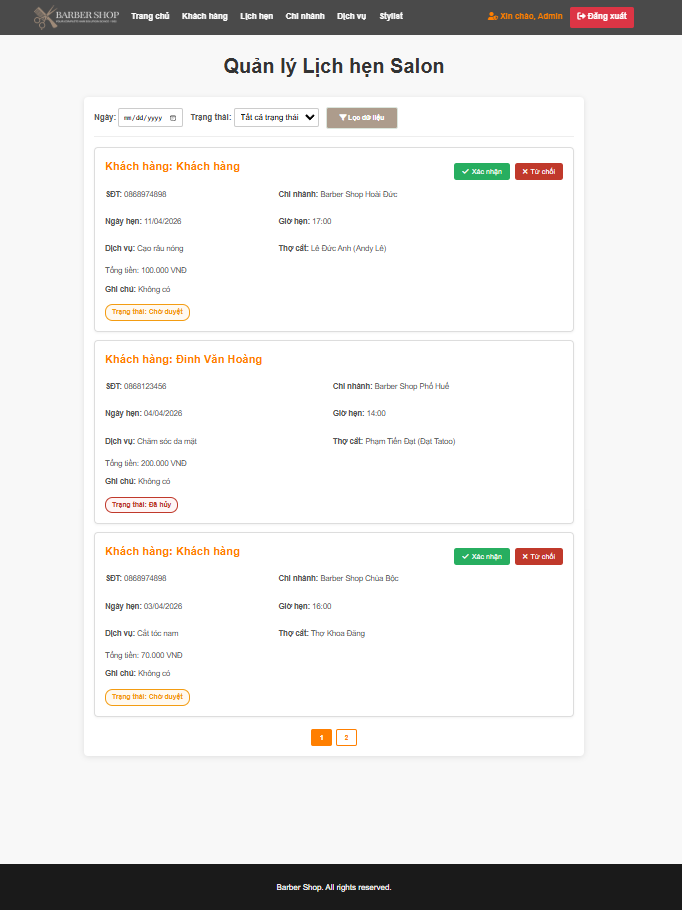 BARBER SHOP
Trang chủ Khách hàng Lịch hẹn Chi nhánh Dịch vụ Stylist Xin chào, Admin Đăng xuất
Quản lý Lịch hẹn Salon
Ngày: mm/dd/yyyy Trạng thái: Tất cả trạng thái Lọc dữ liệu
Khách hàng: Khách hàng Xác nhận Từ chối
SĐT: 0868974898 Chi nhánh: Barber Shop Hoài Đức
Ngày hẹn: 11/04/2026 Giờ hẹn: 17:00
Dịch vụ: Cạo râu nóng Thợ cắt: Lê Đức Anh (Andy Lê)
Tổng tiền: 100.000 VNĐ
Ghi chú: Không có
Trạng thái: Chờ duyệt
Khách hàng: Đinh Văn Hoàng
SĐT: 0868123456 Chi nhánh: Barber Shop Phố Huế
Ngày hẹn: 04/04/2026 Giờ hẹn: 14:00
Dịch vụ: Chăm sóc da mặt Thợ cắt: Phạm Tiến Đạt (Đạt Tatoo)
Tổng tiền: 200.000 VNĐ
Ghi chú: Không có
Trạng thái: Đã hủy
Khách hàng: Khách hàng Xác nhận Từ chối
SĐT: 0868974898 Chi nhánh: Barber Shop Chùa Bộc
Ngày hẹn: 03/04/2026 Giờ hẹn: 16:00
Dịch vụ: Cắt tóc nam Thợ cắt: Thợ Khoa Đăng
Tổng tiền: 70.000 VNĐ
Ghi chú: Không có
Trạng thái: Chờ duyệt
1 2
Barber Shop. All rights reserved.